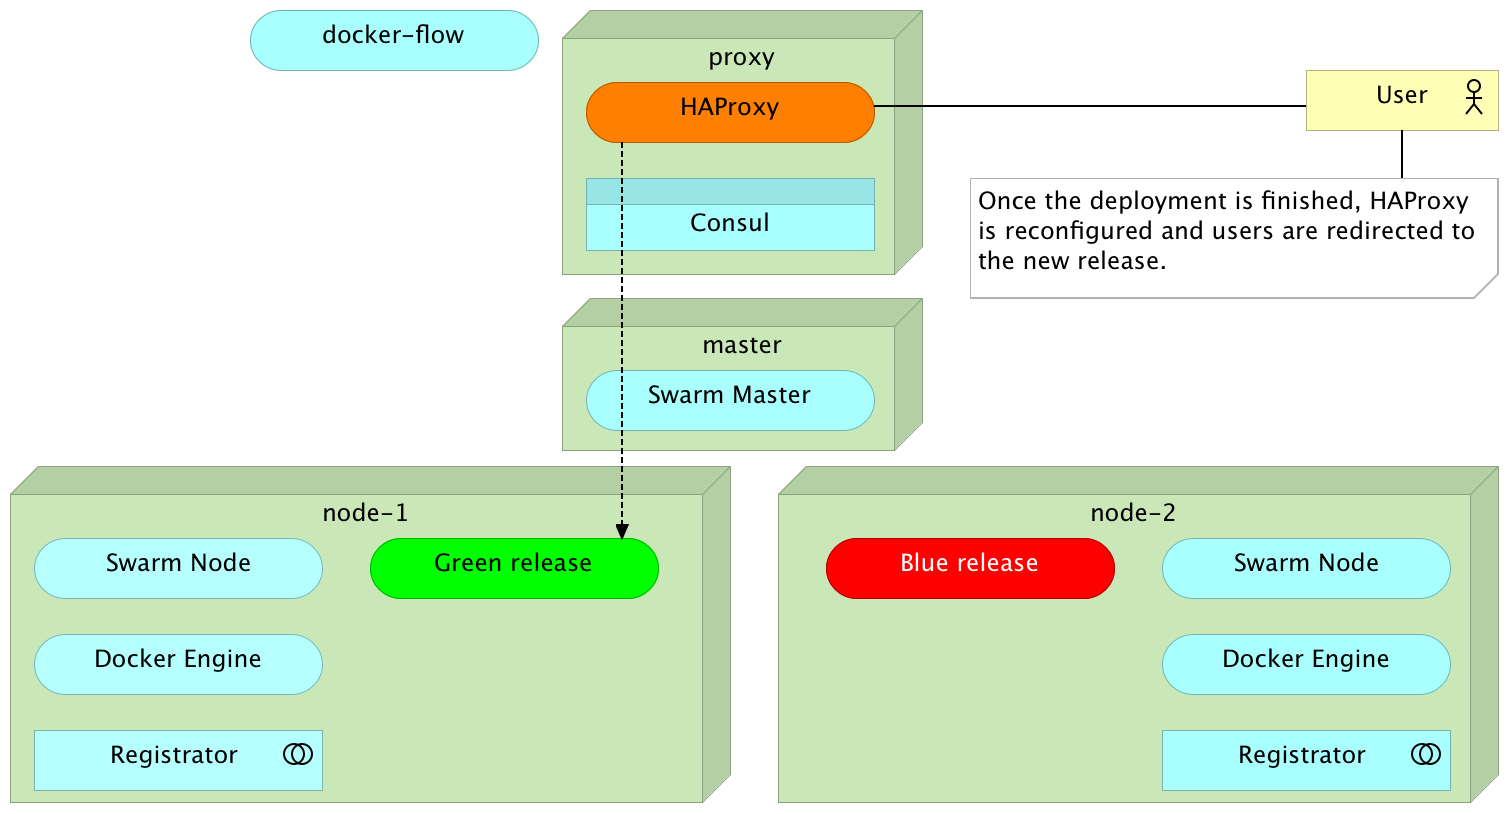 docker-flow
proxy
HAProxy
User
Consul
Once the deployment is finished, HAProxy
is reconfigured and users are redirected to
the new release.
master
Swarm Master
node-1
Swarm Node
Green release
Docker Engine
Registrator
node-2
Blue release
Swarm Node
Docker Engine
Registrator